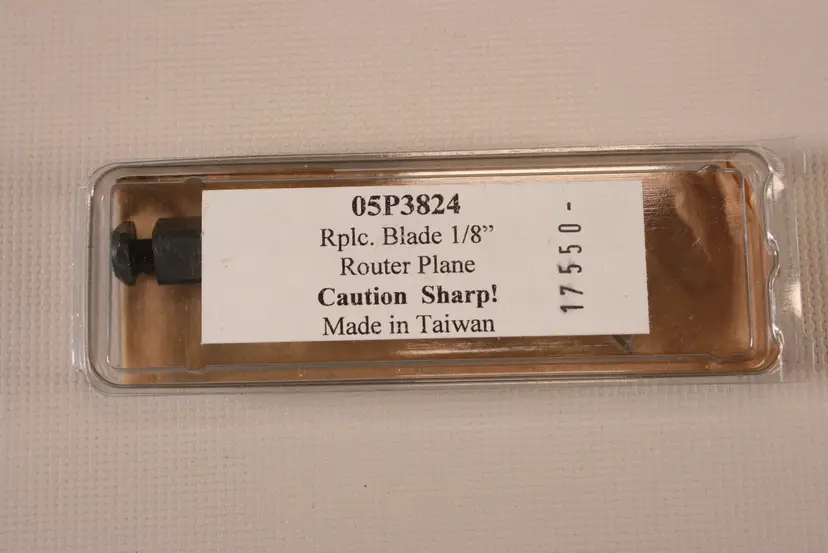 05P3824
Rplc. Blade 1/8”
Router Plane
Caution Sharp!
Made in Taiwan
17550-